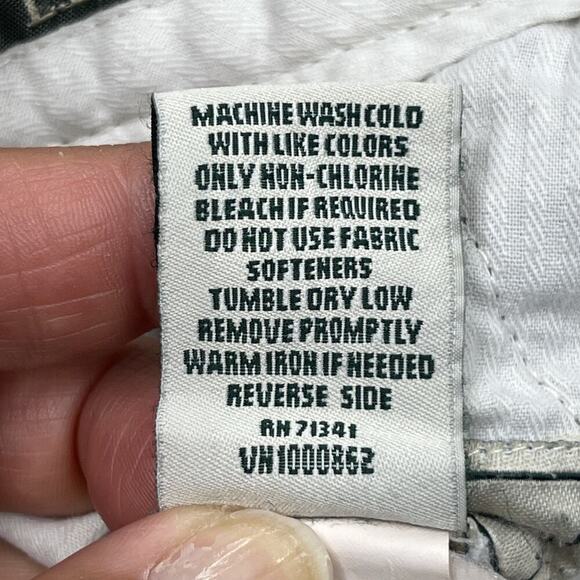 MACHINE WASH COLD
WITH LIKE COLORS
ONLY NON-CHLORINE
BLEACH IF REQUIRED
DO NOT USE FABRIC
SOFTENERS
TUMBLE DRY LOW
REMOVE PROMPTLY
WARM IRON IF NEEDED
REVERSE SIDE
RN 71341
VN1000862